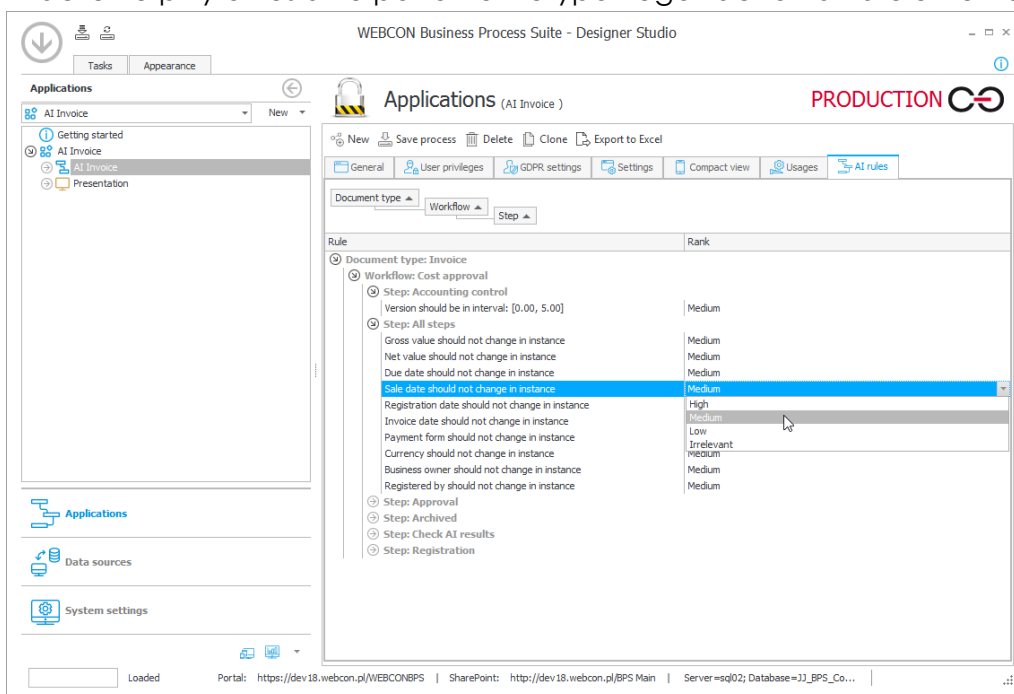 WEBCON Business Process Suite - Designer Studio
Tasks Appearance
Applications
AI Invoice New
Getting started
AI Invoice
AI Invoice
Presentation
Applications
Data sources
System settings
Applications (AI Invoice )
PRODUCTION
New Save process Delete Clone Export to Excel
General User privileges GDPR settings Settings Compact view Usages AI rules
Document type
Workflow
Step
Rule Rank
Document type: Invoice
Workflow: Cost approval
Step: Accounting control
Version should be in interval: [0.00, 5.00] Medium
Step: All steps
Gross value should not change in instance Medium
Net value should not change in instance Medium
Due date should not change in instance Medium
Sale date should not change in instance Medium
Registration date should not change in instance High
Invoice date should not change in instance Medium
Payment form should not change in instance Low
Irrelevant
Currency should not change in instance Medium
Business owner should not change in instance Medium
Registered by should not change in instance Medium
Step: Approval
Step: Archived
Step: Check AI results
Step: Registration
Loaded Portal: https://dev18.webcon.pl/WEBCONBPS | SharePoint: http://dev18.webcon.pl/BPS Main | Server=sql02; Database=JJ_BPS_Co... |